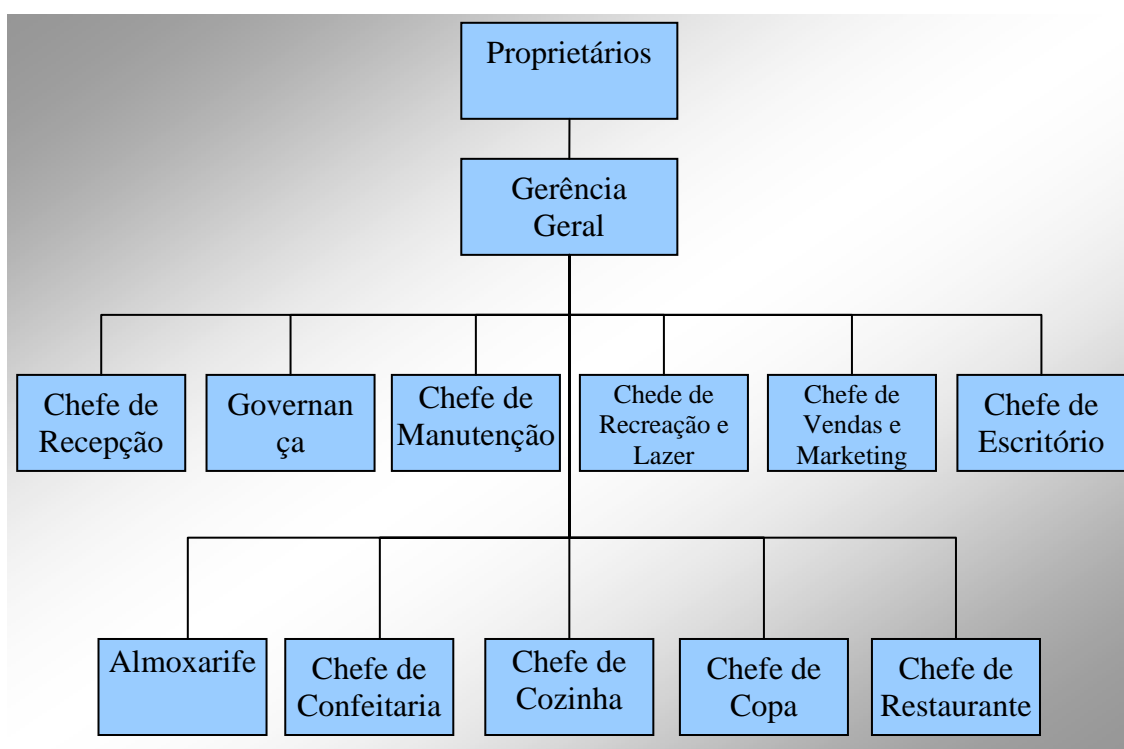 Proprietários
Gerência
Geral
Chefe de
Recepção
Governan
ça
Chefe de
Manutenção
Chede de
Recreação e
Lazer
Chefe de
Vendas e
Marketing
Chefe de
Escritório
Almoxarife
Chefe de
Confeitaria
Chefe de
Cozinha
Chefe de
Copa
Chefe de
Restaurante